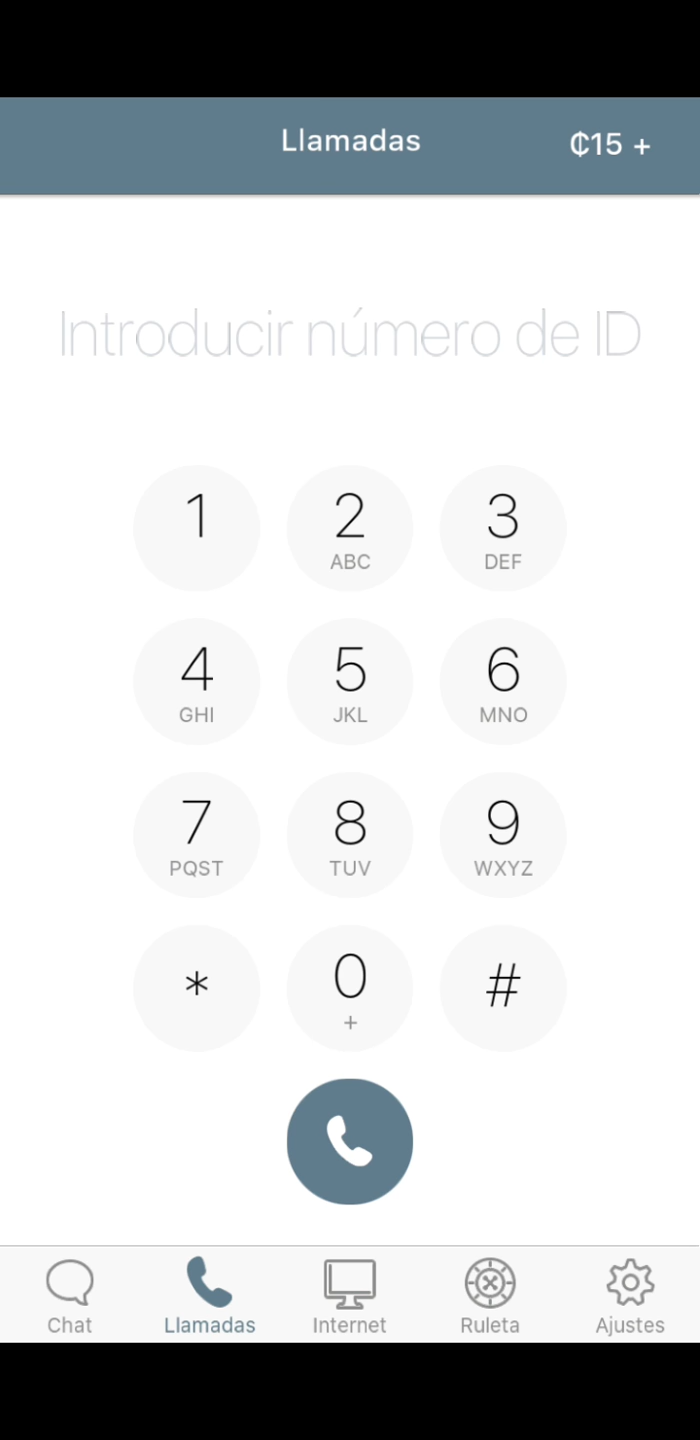 Llamadas
₵15 +
Introducir número de ID
1 2 3
ABC DEF
4 5 6
GHI JKL MNO
7 8 9
PQST TUV WXYZ
* 0 #
+
Chat Llamadas Internet Ruleta Ajustes